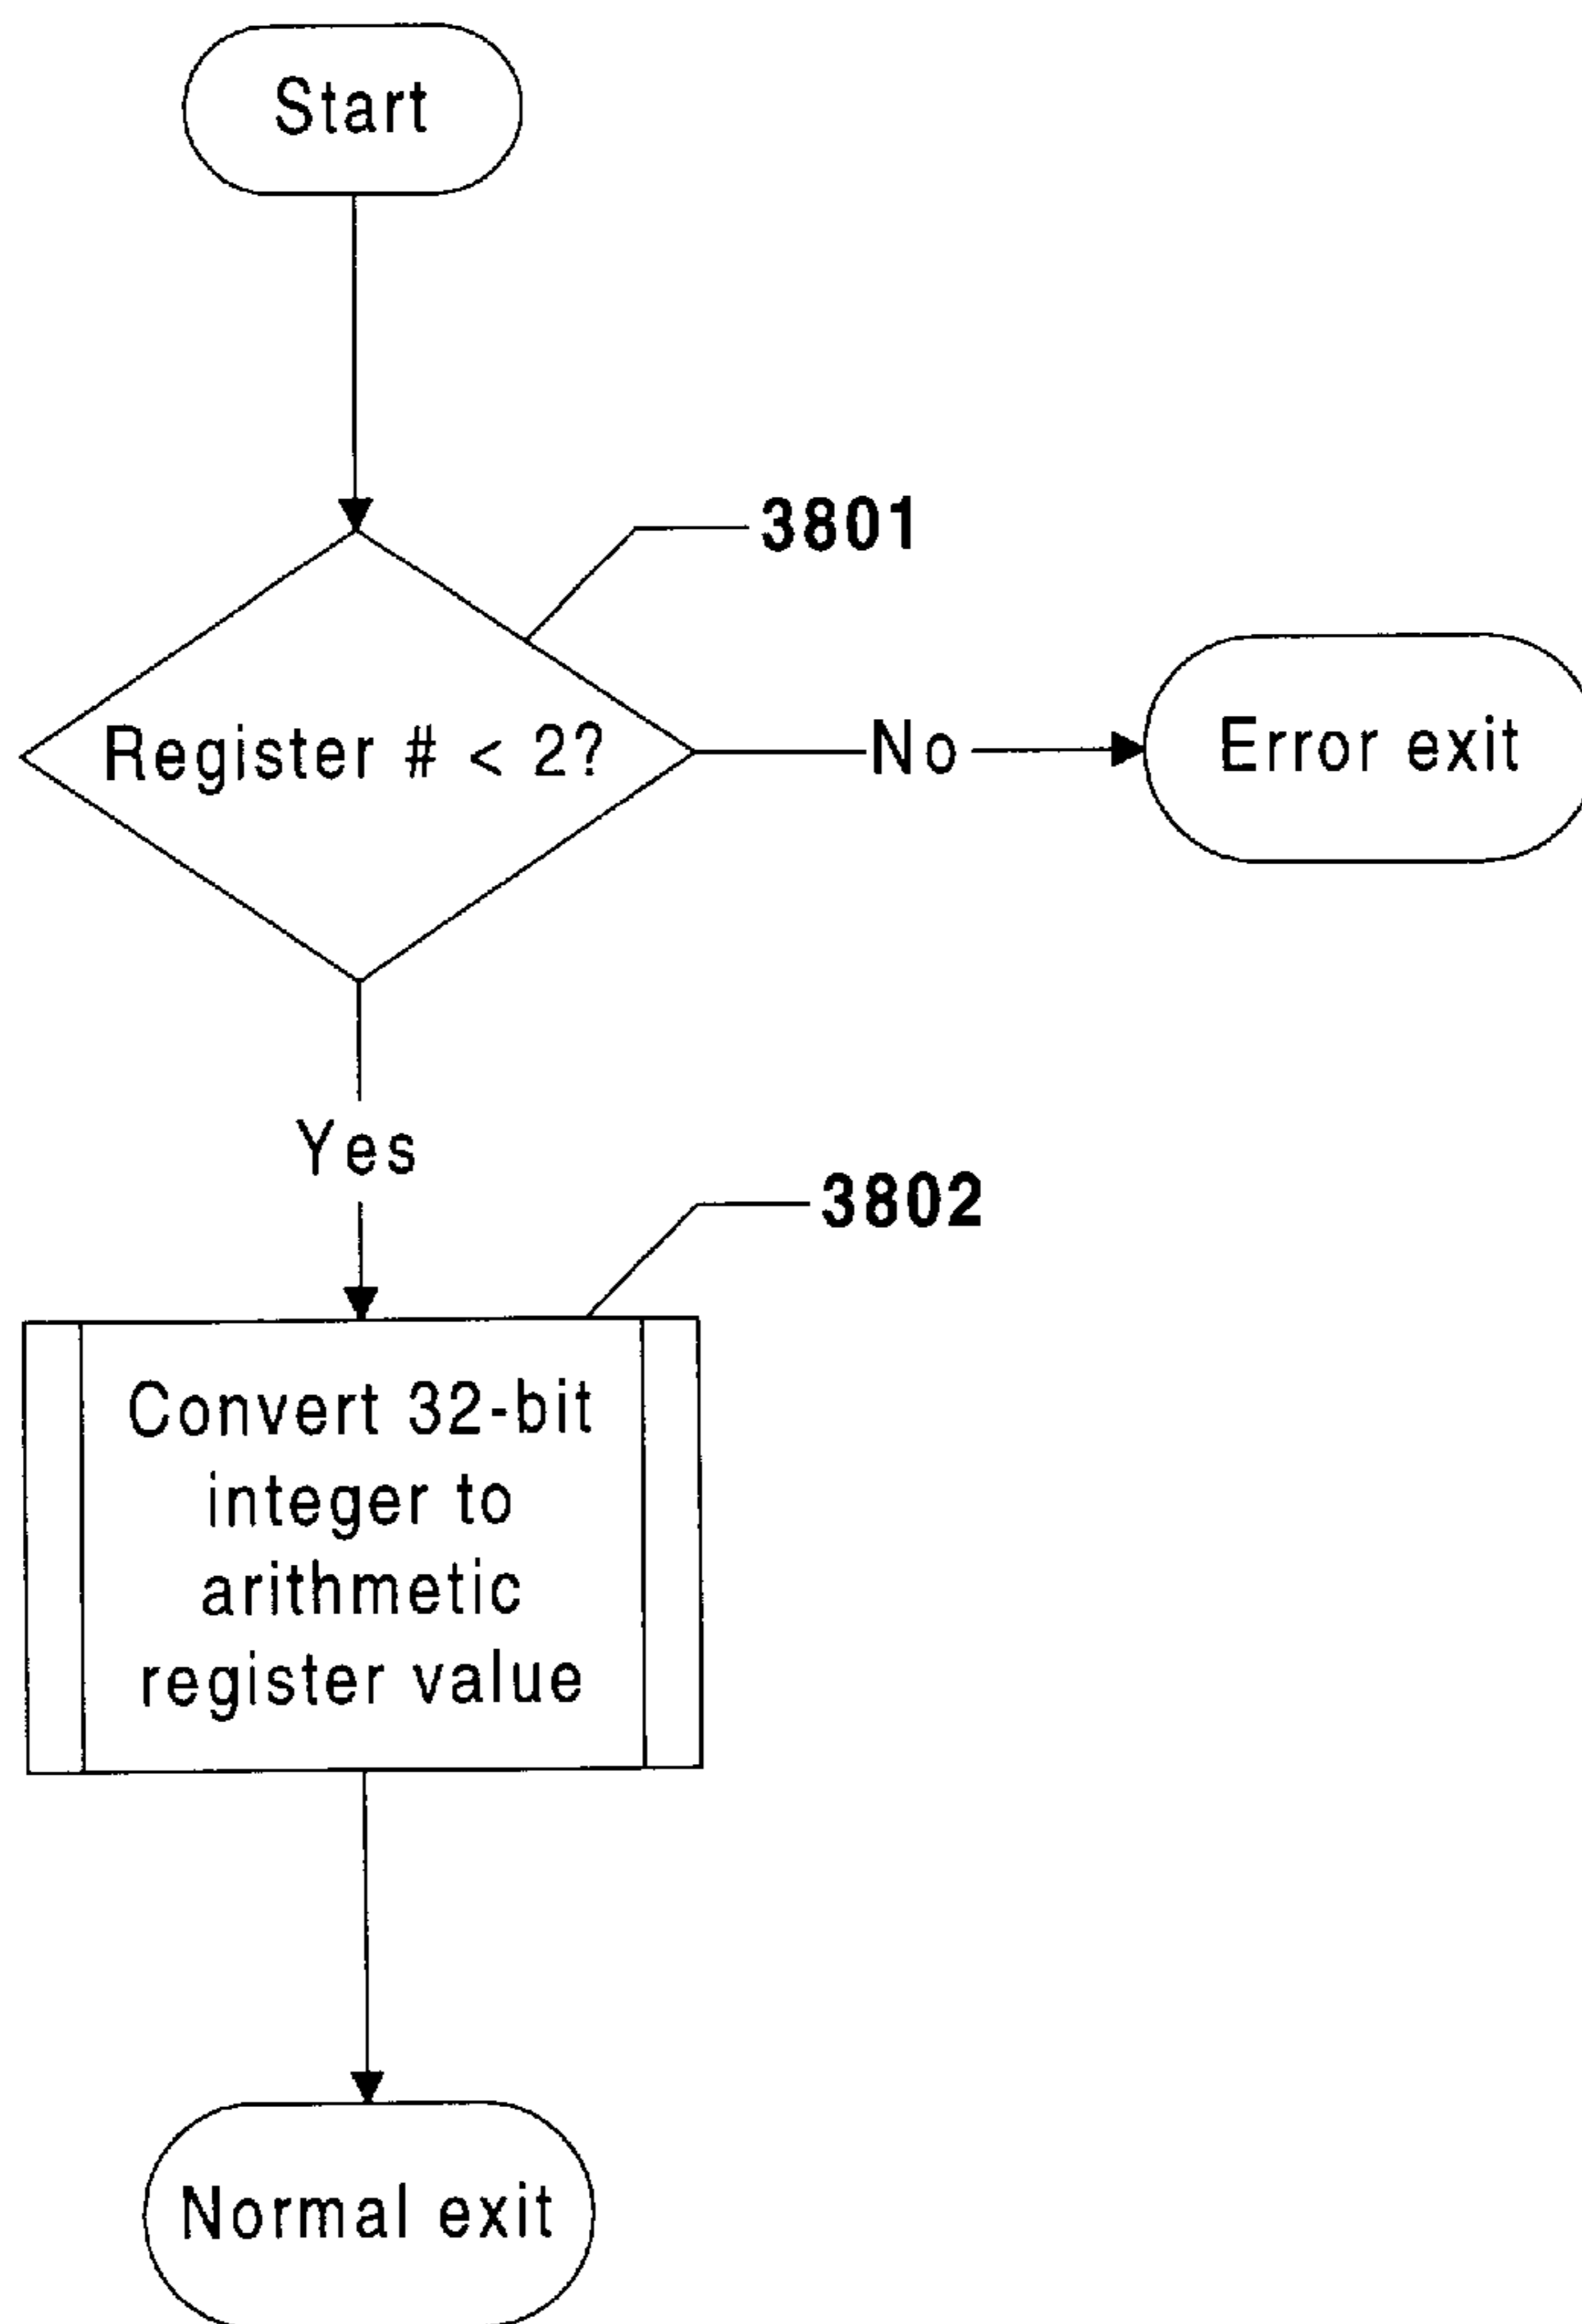 Start
3801
Register # < 2?
No
Error exit
Yes
3802
Convert 32-bit
integer to
arithmetic
register value
Normal exit